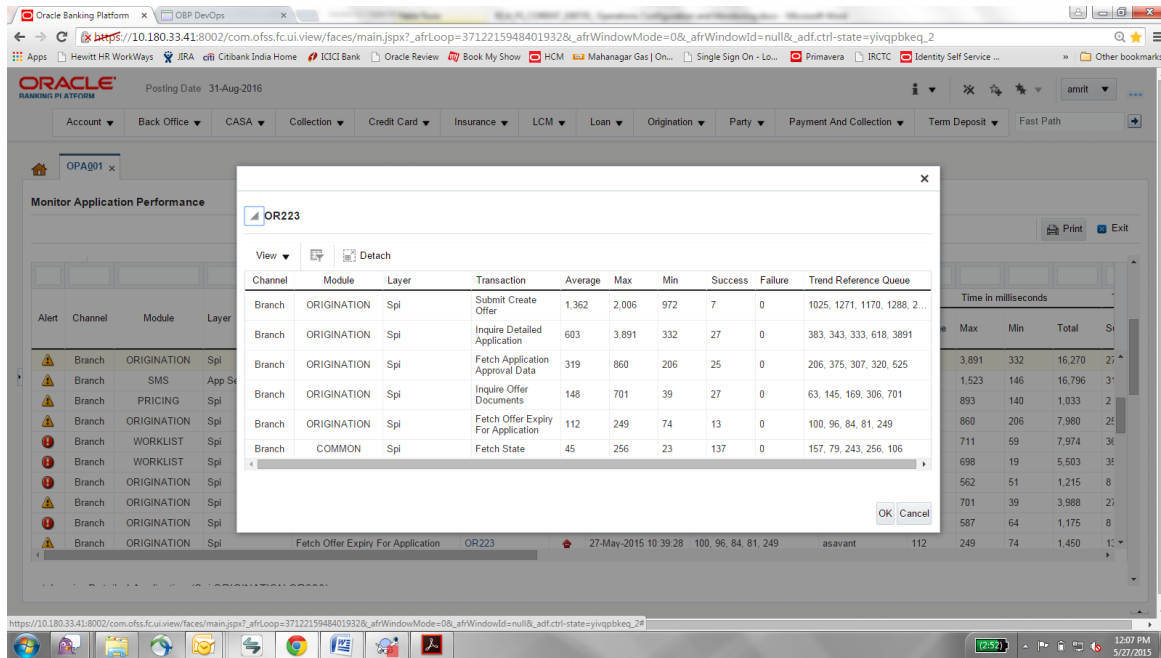 Oracle Banking Platform
OBP DevOps
https://10.180.33.41:8002/com.ofss.fc.ui.view/faces/main.jspx?_afrLoop=3712215948401932&_afrWindowMode=0&_afrWindowId=null&_adf.ctrl-state=yivqpbkeq_2
Apps Hewitt HR WorkWays JIRA Citibank India Home ICICI Bank Oracle Review Book My Show HCM Mahanagar Gas | On... Single Sign On - Lo... Primavera IRCTC Identity Self Service ... » Other bookmarks
ORACLE
BANKING PLATFORM
Posting Date 31-Aug-2016
amrit
Account Back Office CASA Collection Credit Card Insurance LCM Loan Origination Party Payment And Collection Term Deposit Fast Path
OPA001
Monitor Application Performance
Print Exit
OR223
View Detach
Channel Module Layer Transaction Average Max Min Success Failure Trend Reference Queue
Branch ORIGINATION Spi Submit Create Offer 1,362 2,006 972 7 0 1025, 1271, 1170, 1288, 2...
Branch ORIGINATION Spi Inquire Detailed Application 603 3,891 332 27 0 383, 343, 333, 618, 3891
Branch ORIGINATION Spi Fetch Application Approval Data 319 860 206 25 0 206, 375, 307, 320, 525
Branch ORIGINATION Spi Inquire Offer Documents 148 701 39 27 0 63, 145, 169, 306, 701
Branch ORIGINATION Spi Fetch Offer Expiry For Application 112 249 74 13 0 100, 96, 84, 81, 249
Branch COMMON Spi Fetch State 45 256 23 137 0 157, 79, 243, 256, 106
OK Cancel
Time in milliseconds
Alert Channel Module Layer Max Min Total
Branch ORIGINATION Spi 3,891 332 16,270 27
Branch SMS App Se 1,523 146 16,796 31
Branch PRICING Spi 893 140 1,033 2
Branch ORIGINATION Spi 860 206 7,980 25
Branch WORKLIST Spi 711 59 7,974 36
Branch WORKLIST Spi 698 19 5,503 35
Branch ORIGINATION Spi 562 51 1,215 8
Branch ORIGINATION Spi 701 39 3,988 27
Branch ORIGINATION Spi 587 64 1,175 8
Branch ORIGINATION Spi Fetch Offer Expiry For Application OR223 27-May-2015 10:39:28 100, 96, 84, 81, 249 asavant 112 249 74 1,450 13
https://10.180.33.41:8002/com.ofss.fc.ui.view/faces/main.jspx?_afrLoop=3712215948401932&_afrWindowMode=0&_afrWindowId=null&_adf.ctrl-state=yivqpbkeq_2#
(2:52)
12:07 PM
5/27/2015